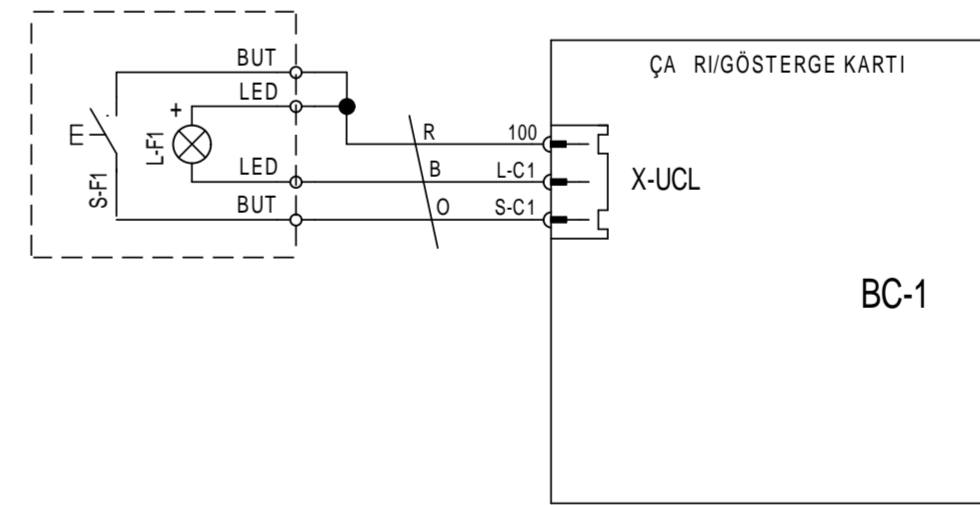 BUT
ÇA RI/GÖSTERGE KARTI
LED
+
R
100
L-F1
LED
B
L-C1
X-UCL
S-F1
BUT
O
S-C1
BC-1